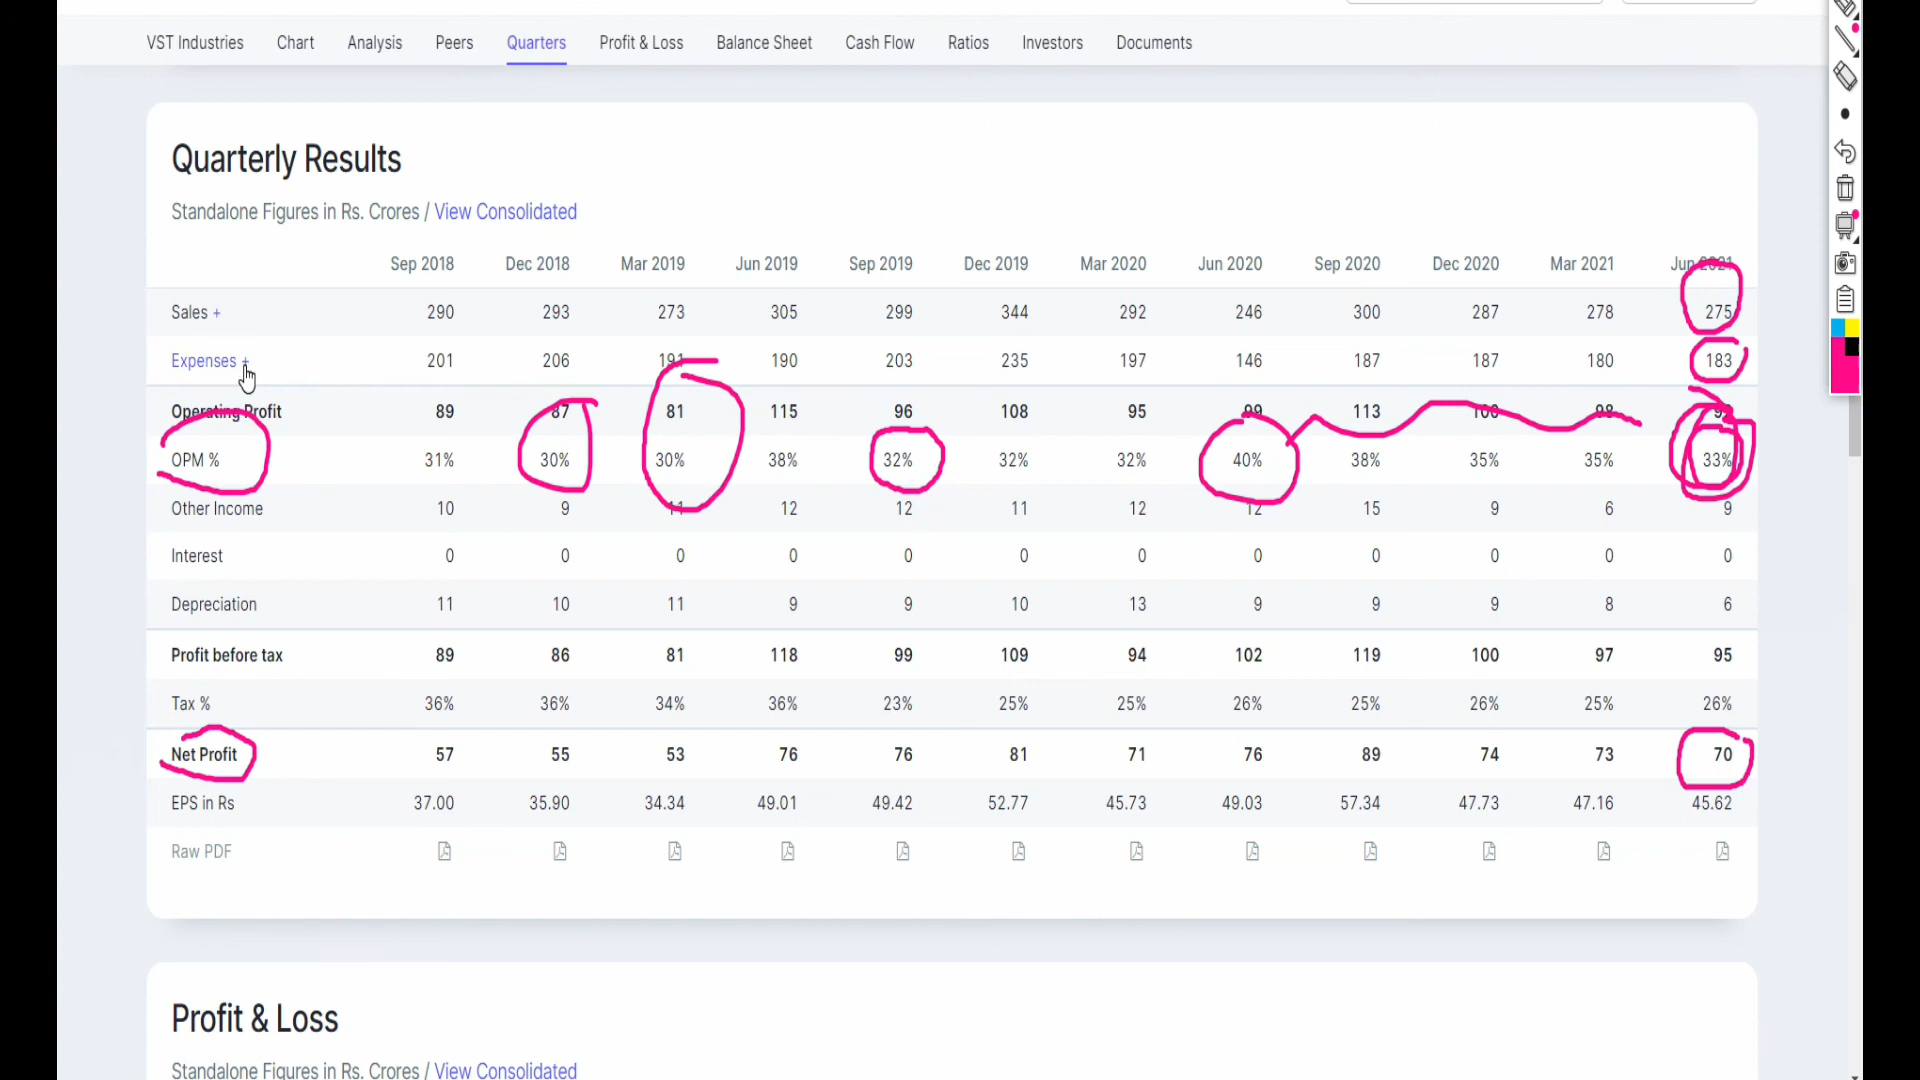 VST Industries Chart Analysis Peers Quarters Profit & Loss Balance Sheet Cash Flow Ratios Investors Documents
Quarterly Results
Standalone Figures in Rs. Crores / View Consolidated
Sep 2018 Dec 2018 Mar 2019 Jun 2019 Sep 2019 Dec 2019 Mar 2020 Jun 2020 Sep 2020 Dec 2020 Mar 2021 Jun 2021
Sales + 290 293 273 305 299 344 292 246 300 287 278 275
Expenses + 201 206 191 190 203 235 197 146 187 187 180 183
Operating Profit 89 87 81 115 96 108 95 99 113 100 98 92
OPM % 31% 30% 30% 38% 32% 32% 32% 40% 38% 35% 35% 33%
Other Income 10 9 11 12 12 11 12 12 15 9 6 9
Interest 0 0 0 0 0 0 0 0 0 0 0 0
Depreciation 11 10 11 9 9 10 13 9 9 9 8 6
Profit before tax 89 86 81 118 99 109 94 102 119 100 97 95
Tax % 36% 36% 34% 36% 23% 25% 25% 26% 25% 26% 25% 26%
Net Profit 57 55 53 76 76 81 71 76 89 74 73 70
EPS in Rs 37.00 35.90 34.34 49.01 49.42 52.77 45.73 49.03 57.34 47.73 47.16 45.62
Raw PDF
Profit & Loss
Standalone Figures in Rs. Crores / View Consolidated